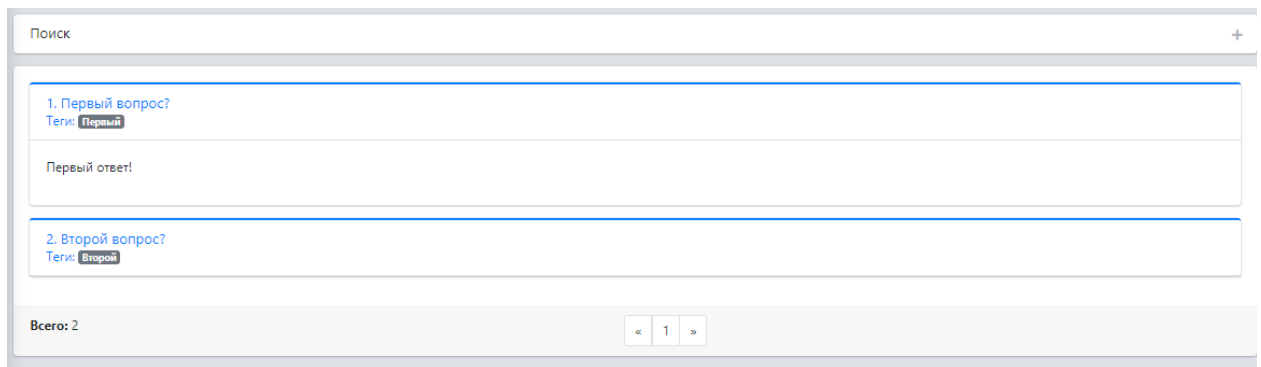 Поиск +
1. Первый вопрос?
Теги: Первый
Первый ответ!
2. Второй вопрос?
Теги: Второй
Всего: 2 « 1 »